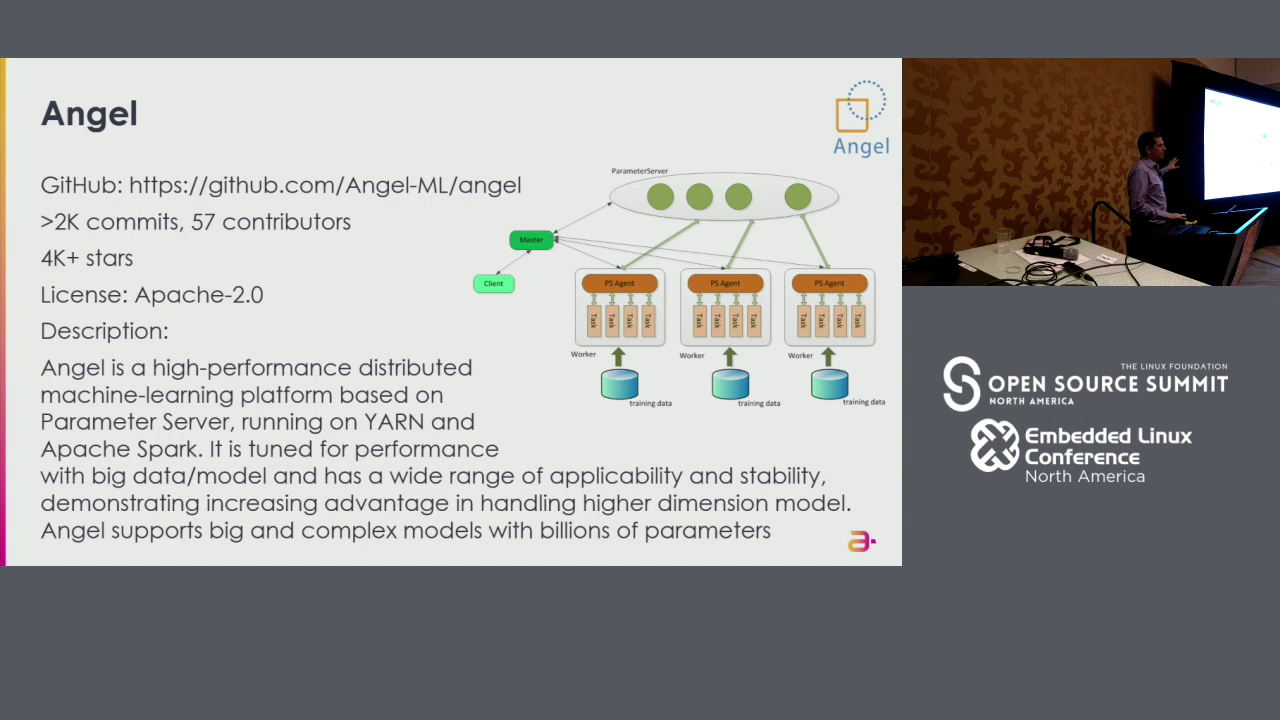 Angel
Angel
GitHub: https://github.com/Angel-ML/angel
>2K commits, 57 contributors
4K+ stars
License: Apache-2.0
Description:
Angel is a high-performance distributed
machine-learning platform based on
Parameter Server, running on YARN and
Apache Spark. It is tuned for performance
with big data/model and has a wide range of applicability and stability,
demonstrating increasing advantage in handling higher dimension model.
Angel supports big and complex models with billions of parameters
ParameterServer
Master
Client
PS Agent
PS Agent
PS Agent
Task Task Task Task
Task Task Task Task
Task Task Task Task
Worker
Worker
Worker
training data
training data
training data
THE LINUX FOUNDATION
OPEN SOURCE SUMMIT
NORTH AMERICA
Embedded Linux
Conference
North America